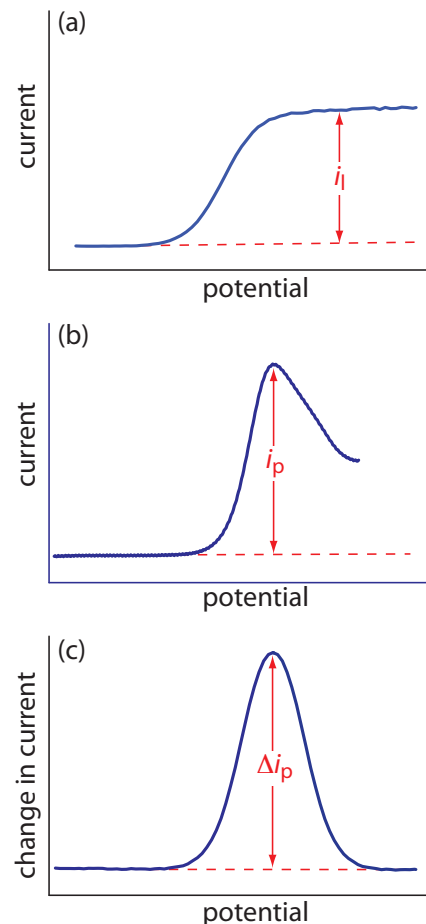 (a)
current
i_l
potential
(b)
current
i_p
potential
(c)
change in current
Δi_p
potential